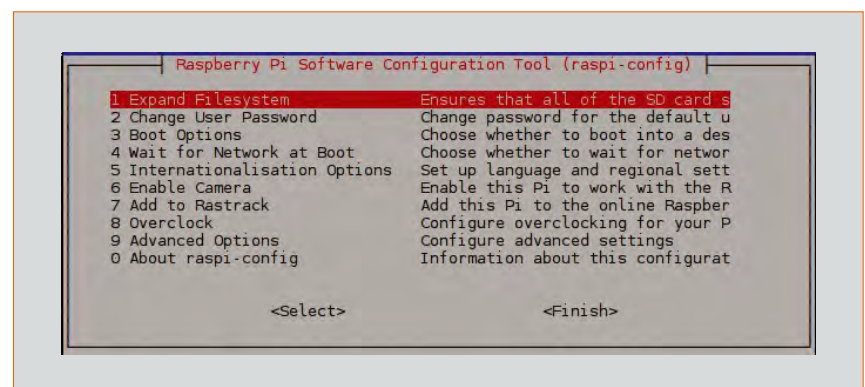 Raspberry Pi Software Configuration Tool (raspi-config)
1 Expand Filesystem Ensures that all of the SD card s
2 Change User Password Change password for the default u
3 Boot Options Choose whether to boot into a des
4 Wait for Network at Boot Choose whether to wait for networ
5 Internationalisation Options Set up language and regional sett
6 Enable Camera Enable this Pi to work with the R
7 Add to Rastrack Add this Pi to the online Raspber
8 Overclock Configure overclocking for your P
9 Advanced Options Configure advanced settings
0 About raspi-config Information about this configurat
<Select> <Finish>